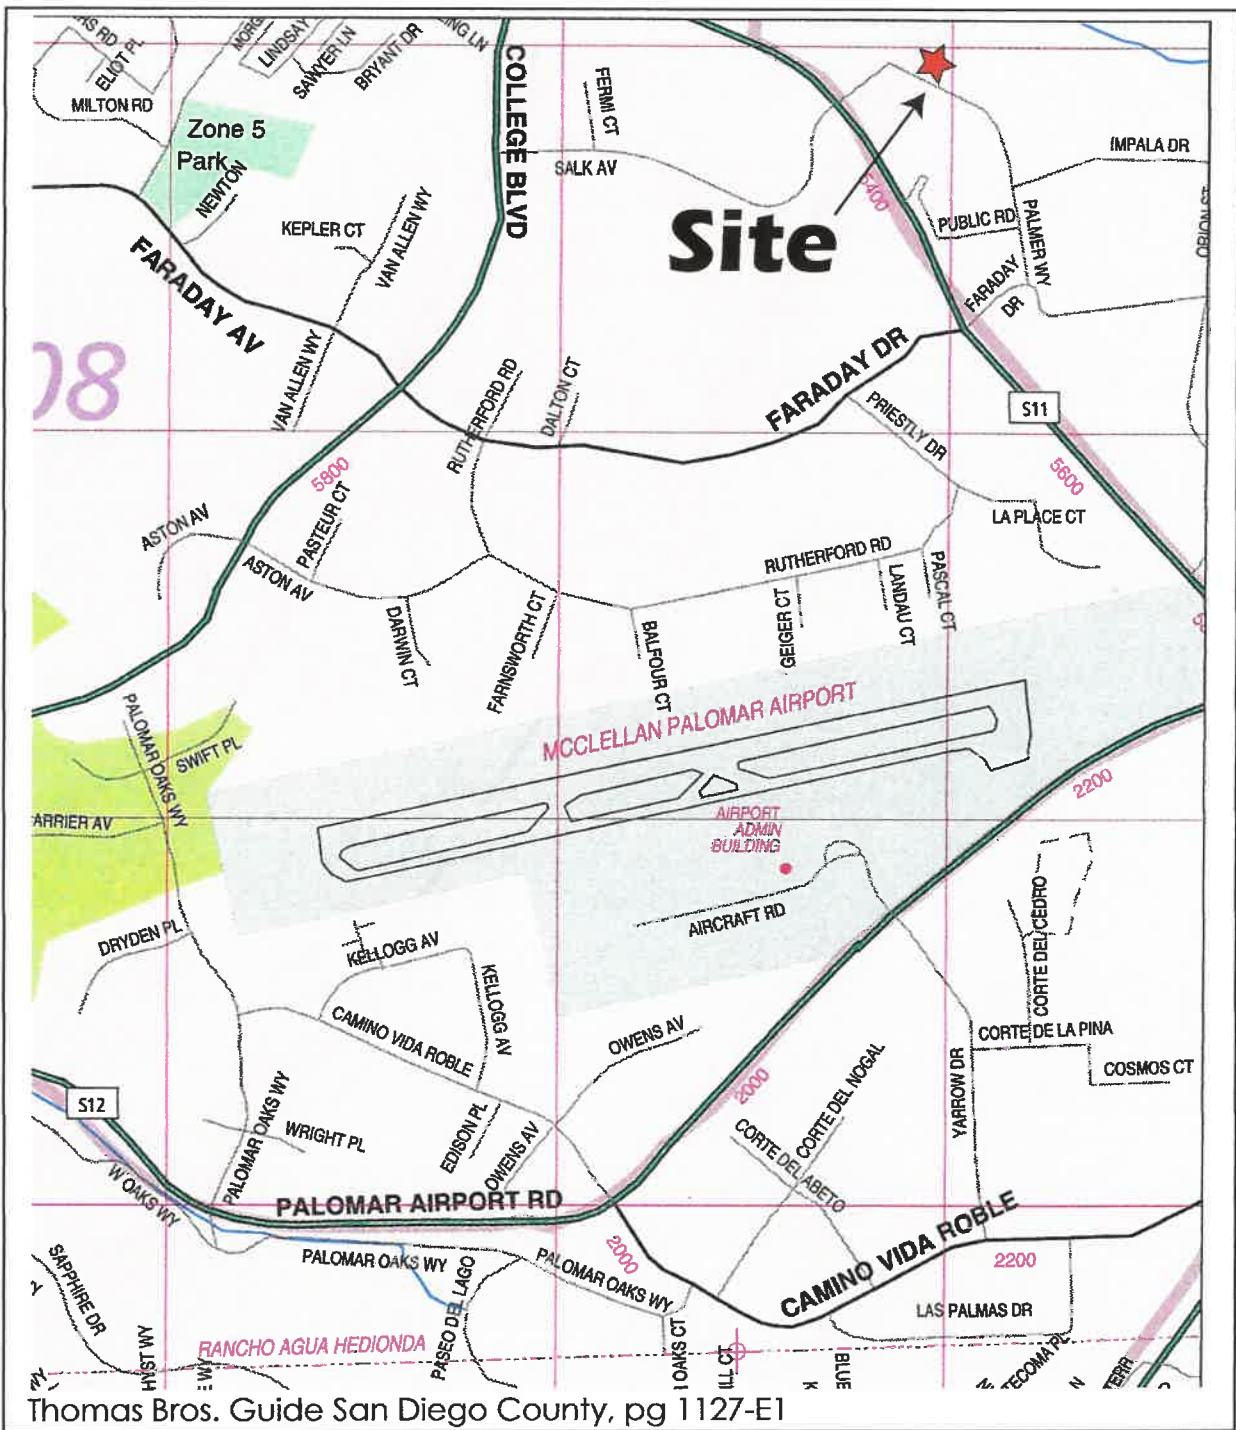 ELIOT PL
LINDSAY
SAWYER LN
BRYANT DR
MILTON RD
Zone 5
Park
NEWTON
COLLEGE BLVD
FERMI CT
SALK AV
IMPALA DR
5400
PUBLIC RD
PALMER WY
Site
KEPLER CT
VAN ALLEN WY
FARADAY AV
FARADAY
DR
VAN ALLEN WY
08
RUTHERFORD RD
DALTON CT
FARADAY DR
PRIESTLY DR
S11
5600
5800
ASTON AV
PASTEUR CT
ASTON AV
LA PLACE CT
RUTHERFORD RD
DARWIN CT
FARNSWORTH CT
BALFOUR CT
GEIGER CT
LANDAU CT
PASCAL CT
MCCLELLAN PALOMAR AIRPORT
PALOMAR OAKS WY
SWIFT PL
ARRIER AV
2200
AIRPORT
ADMIN
BUILDING
AIRCRAFT RD
CORTE DEL CEDRO
DRYDEN PL
KELLOGG AV
KELLOGG AV
CAMINO VIDA ROBLE
OWENS AV
CORTE DE LA PINA
COSMOS CT
YARROW DR
CORTE DEL NOGAL
2000
CORTE DEL ABETO
S12
PALOMAR OAKS WY
WRIGHT PL
EDISON PL
OWENS AV
W OAKS WY
PALOMAR AIRPORT RD
2000
CAMINO VIDA ROBLE
2200
PALOMAR OAKS WY
PASEO DEL LAGO
PALOMAR OAKS WY
LAS PALMAS DR
SAPPHIRE DR
RANCHO AGUA HEDIONDA
OAKS CT
BLUE
TECOMA PL
TERR
Thomas Bros. Guide San Diego County, pg 1127-E1